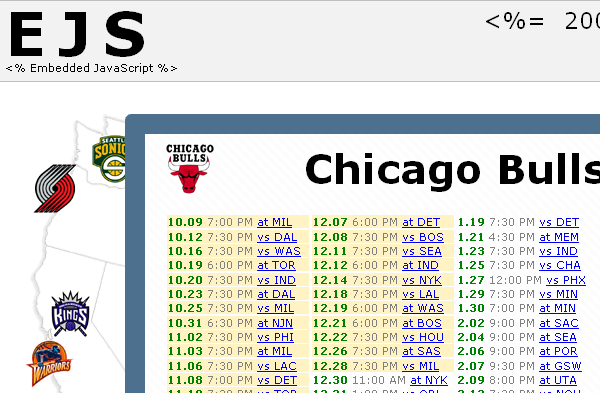 EJS
<% Embedded JavaScript %>
<%= 200
SEATTLE
SONIC
KINGS
WARRIORS
CHICAGO
BULLS
Chicago Bulls
10.09 7:00 PM at MIL 12.07 6:00 PM at DET 1.19 7:30 PM vs DET
10.12 7:30 PM vs DAL 12.08 7:30 PM vs BOS 1.21 4:30 PM at MEM
10.16 7:30 PM vs WAS 12.11 7:30 PM vs SEA 1.23 7:30 PM vs IND
10.19 6:00 PM at TOR 12.12 6:00 PM at IND 1.25 7:30 PM vs CHA
10.20 7:30 PM vs IND 12.14 7:30 PM vs NYK 1.27 12:00 PM vs PHX
10.23 7:30 PM at DAL 12.18 7:30 PM vs LAL 1.29 7:30 PM vs MIN
10.25 7:30 PM vs MIL 12.19 6:00 PM at WAS 1.30 7:00 PM at MIN
10.31 6:30 PM at NJN 12.21 6:00 PM at BOS 2.02 9:00 PM at SAC
11.02 7:30 PM vs PHI 12.22 7:30 PM vs HOU 2.04 9:00 PM at SEA
11.03 7:30 PM at MIL 12.26 7:30 PM at SAS 2.06 9:00 PM at POR
11.06 7:30 PM vs LAC 12.28 7:30 PM vs MIL 2.07 9:30 PM at GSW
11.08 7:00 PM vs DET 12.30 11:00 AM at NYK 2.09 8:00 PM at UTA